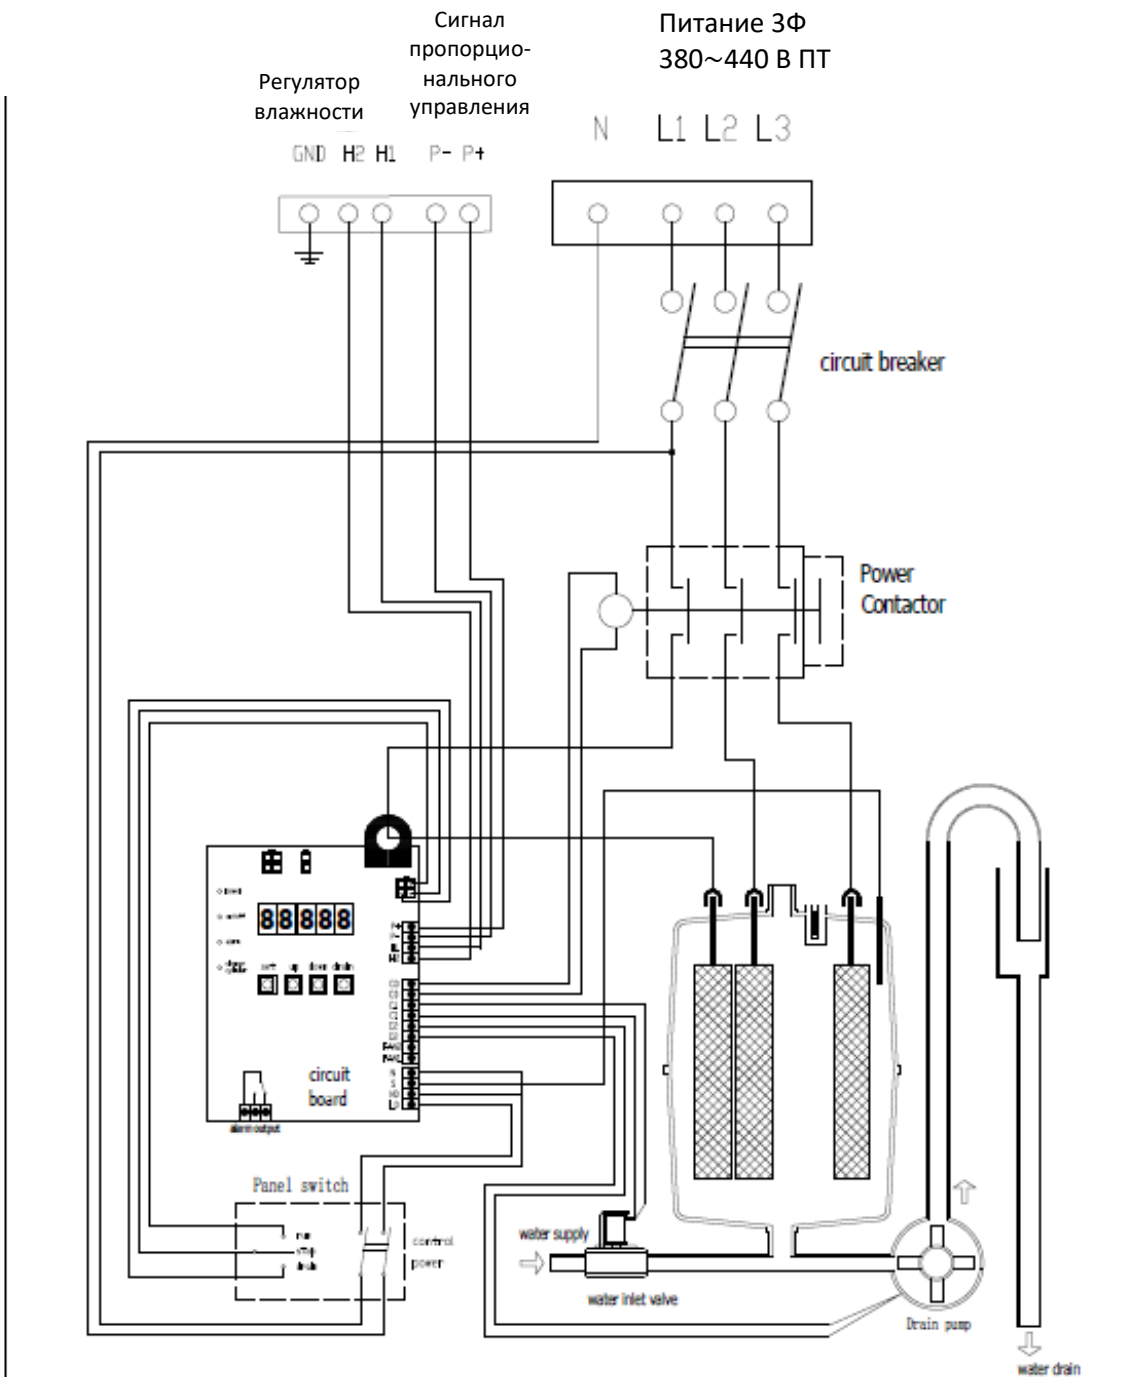 Сигнал
пропорцио-
нального
управления
Питание 3Ф
380~440 В ПТ
Регулятор
влажности
GND H2 H1 P- P+
N L1 L2 L3
circuit breaker
Power
Contactor
88888
set up down drain
P+
P-
H1
H2
circuit
board
alarm output
Panel switch
run
stop
drain
control
power
water supply
water inlet valve
Drain pump
water drain